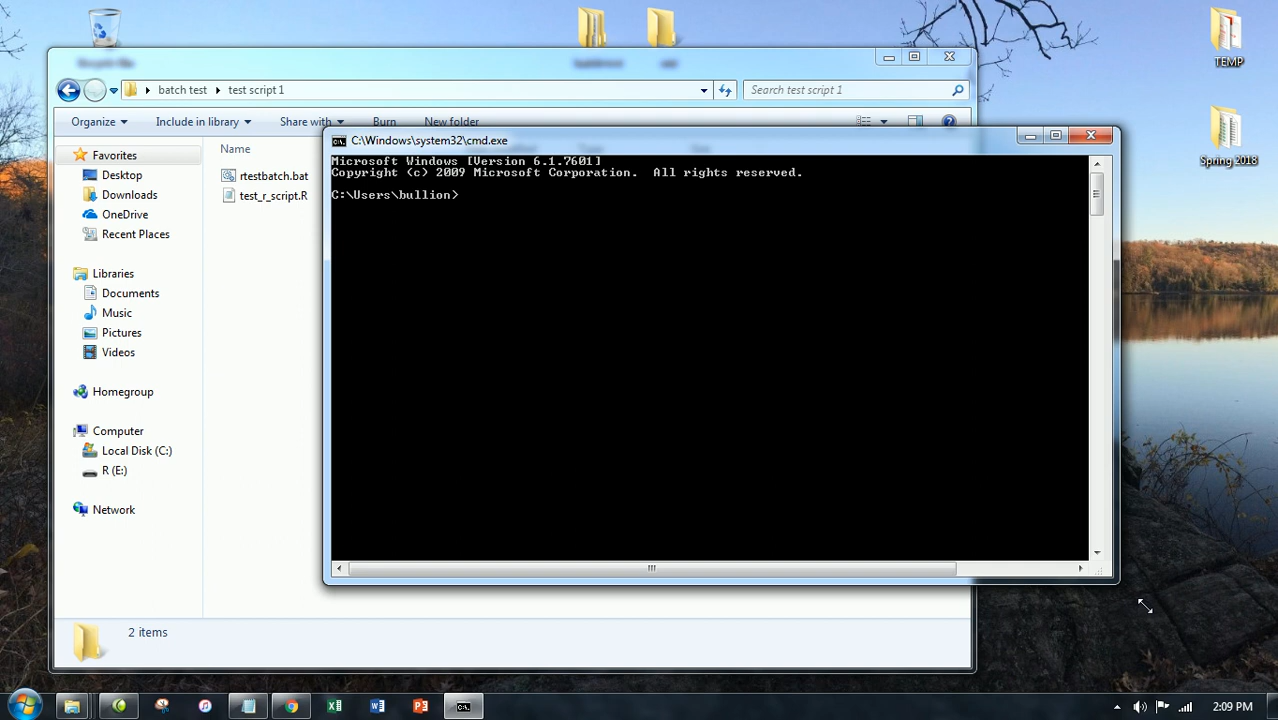 TEMP
Spring 2018
batch test
test script 1
Search test script 1
Organize
Include in library
Share with
Burn
New folder
Name
Favorites
Desktop
Downloads
OneDrive
Recent Places
Libraries
Documents
Music
Pictures
Videos
Homegroup
Computer
Local Disk (C:)
R (E:)
Network
rtestbatch.bat
test_r_script.R
2 items
C:\Windows\system32\cmd.exe
Microsoft Windows [Version 6.1.7601]
Copyright (c) 2009 Microsoft Corporation.  All rights reserved.
C:\Users\bullion>
2:09 PM